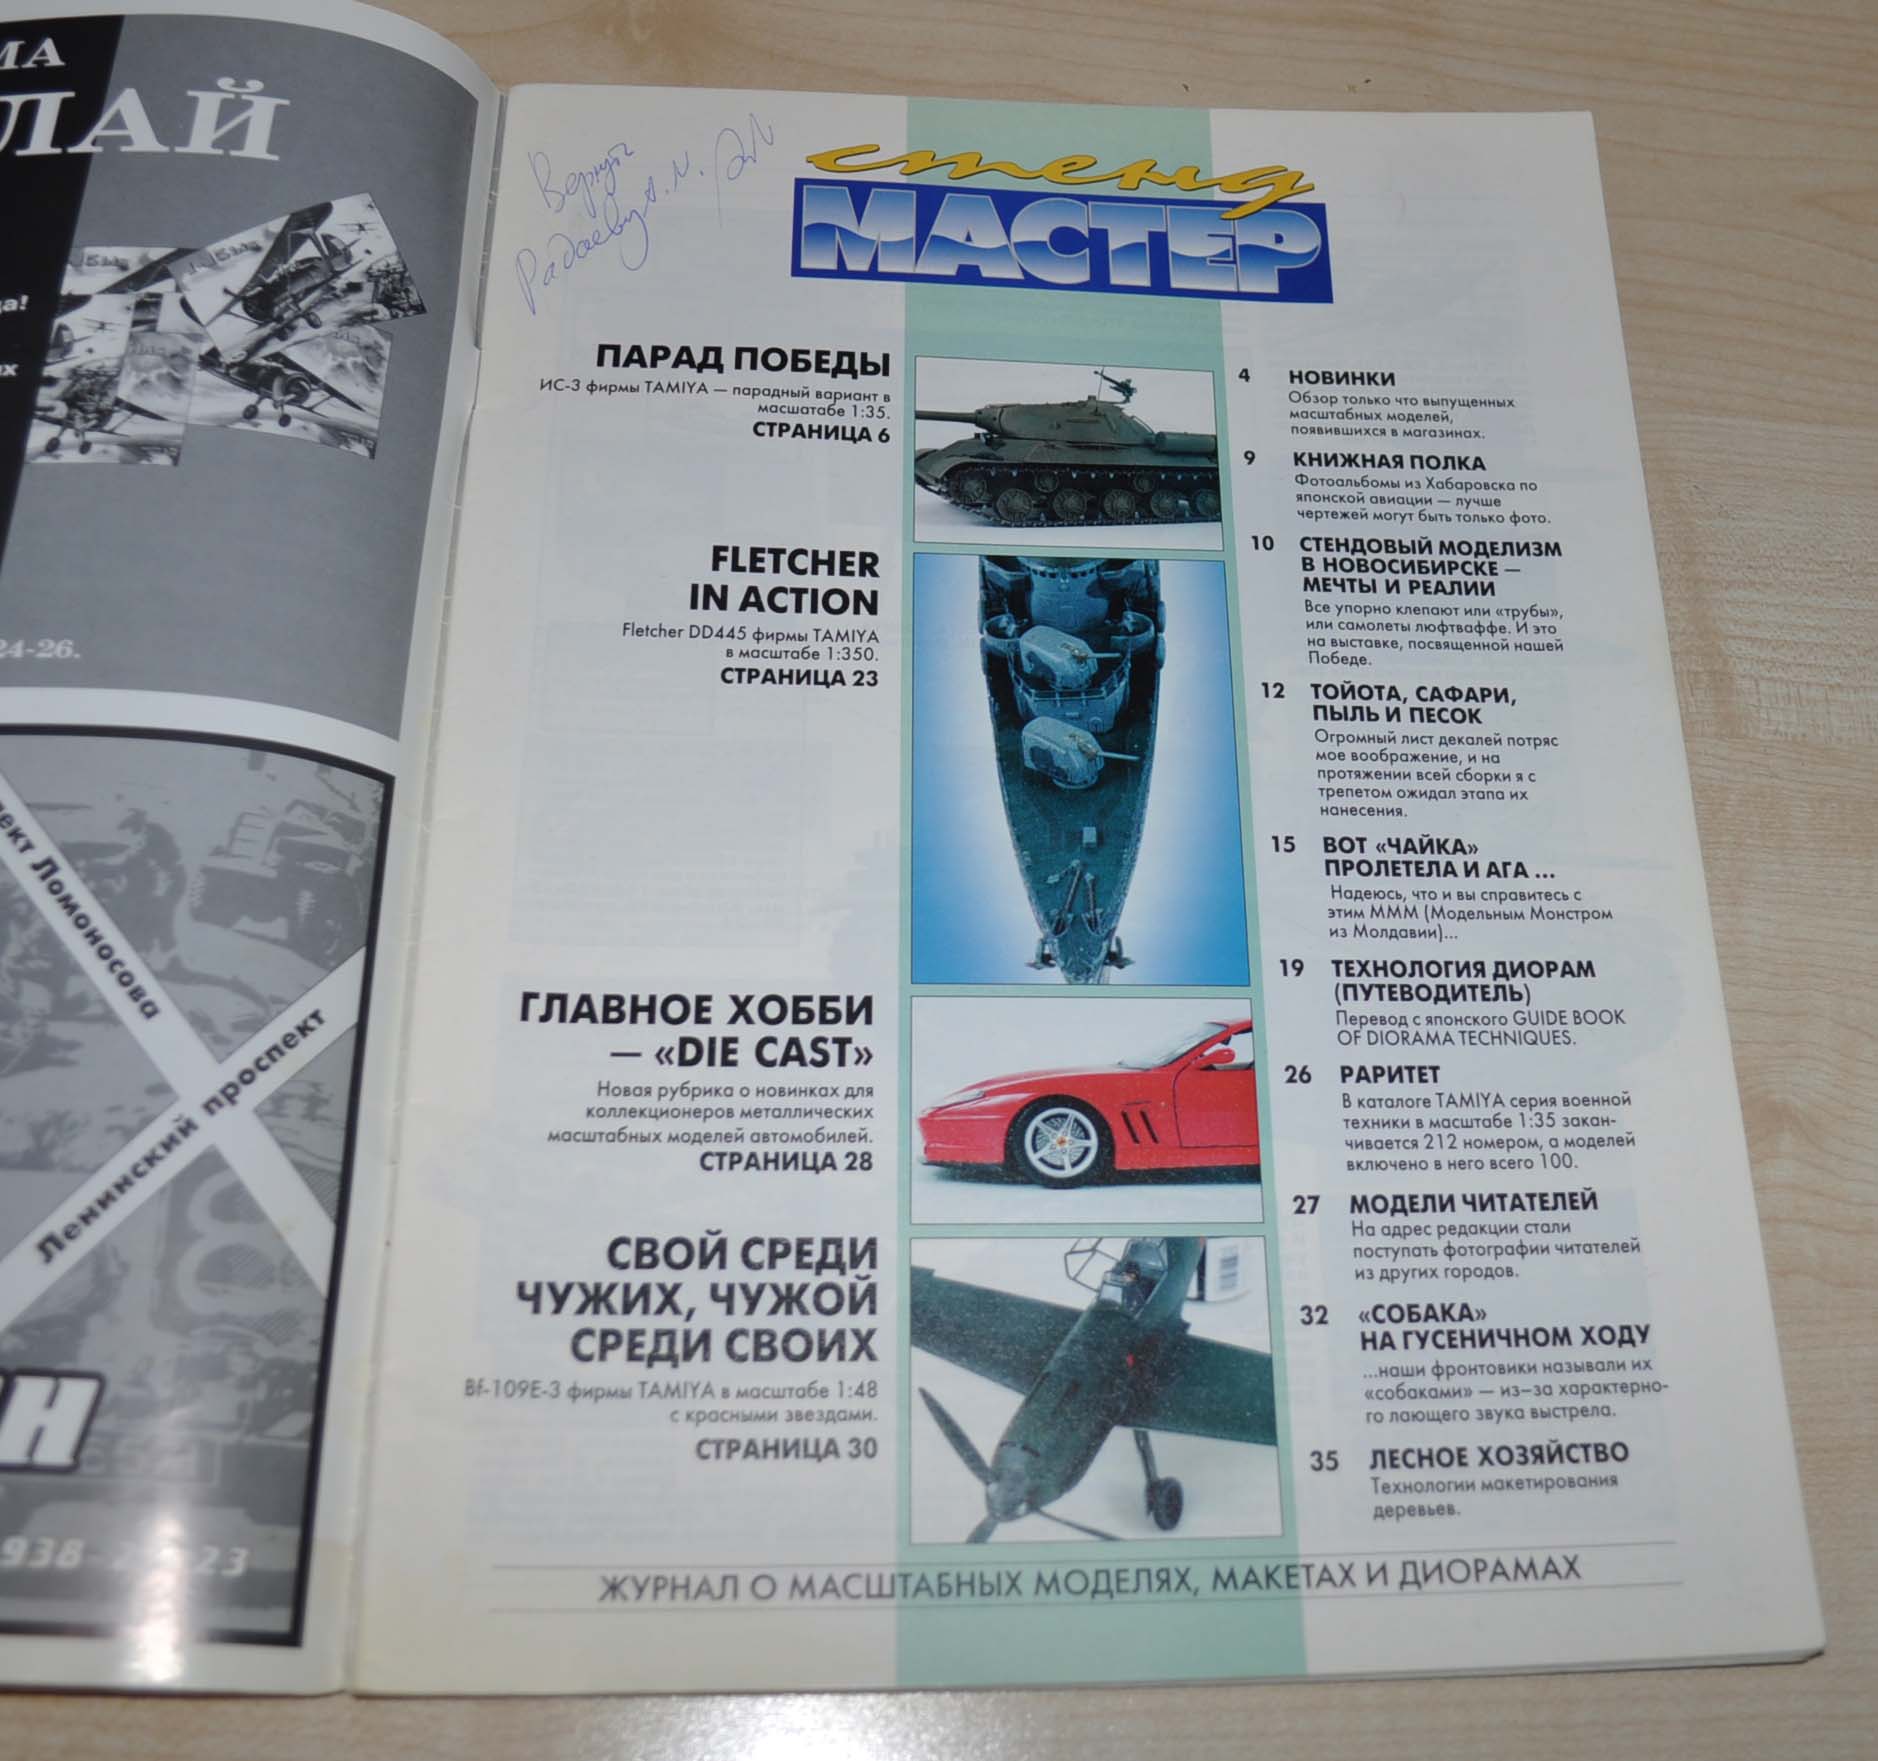 МА
ЛАЙ
да!
ых
24-26.
Ломоносова
Ленинский проспект
Н
Вернуть
Радаеву А.М.
стенд
МАСТЕР
ПАРАД ПОБЕДЫ
ИС-3 фирмы TAMIYA — парадный вариант в
масшатабе 1:35.
СТРАНИЦА 6
FLETCHER
IN ACTION
Fletcher DD445 фирмы TAMIYA
в масштабе 1:350.
СТРАНИЦА 23
ГЛАВНОЕ ХОББИ
— «DIE CAST»
Новая рубрика о новинках для
коллекционеров металлических
масштабных моделей автомобилей.
СТРАНИЦА 28
СВОЙ СРЕДИ
ЧУЖИХ, ЧУЖОЙ
СРЕДИ СВОИХ
Bf-109E-3 фирмы TAMIYA в масштабе 1:48
с красными звездами.
СТРАНИЦА 30
4 НОВИНКИ
Обзор только что выпущенных
масштабных моделей,
появившихся в магазинах.
9 КНИЖНАЯ ПОЛКА
Фотоальбомы из Хабаровска по
японской авиации — лучше
чертежей могут быть только фото.
10 СТЕНДОВЫЙ МОДЕЛИЗМ
В НОВОСИБИРСКЕ —
МЕЧТЫ И РЕАЛИИ
Все упорно клепают или «трубы»,
или самолеты люфтваффе. И это
на выставке, посвященной нашей
Победе.
12 ТОЙОТА, САФАРИ,
ПЫЛЬ И ПЕСОК
Огромный лист декалей потряс
мое воображение, и на
протяжении всей сборки я с
трепетом ожидал этапа их
нанесения.
15 ВОТ «ЧАЙКА»
ПРОЛЕТЕЛА И АГА ...
Надеюсь, что и вы справитесь с
этим МММ (Модельным Монстром
из Молдавии)...
19 ТЕХНОЛОГИЯ ДИОРАМ
(ПУТЕВОДИТЕЛЬ)
Перевод с японского GUIDE BOOK
OF DIORAMA TECHNIQUES.
26 РАРИТЕТ
В каталоге TAMIYA серия военной
техники в масштабе 1:35 закан-
чивается 212 номером, а моделей
включено в него всего 100.
27 МОДЕЛИ ЧИТАТЕЛЕЙ
На адрес редакции стали
поступать фотографии читателей
из других городов.
32 «СОБАКА»
НА ГУСЕНИЧНОМ ХОДУ
...наши фронтовики называли их
«собаками» — из–за характерно-
го лающего звука выстрела.
35 ЛЕСНОЕ ХОЗЯЙСТВО
Технологии макетирования
деревьев.
ЖУРНАЛ О МАСШТАБНЫХ МОДЕЛЯХ, МАКЕТАХ И ДИОРАМАХ